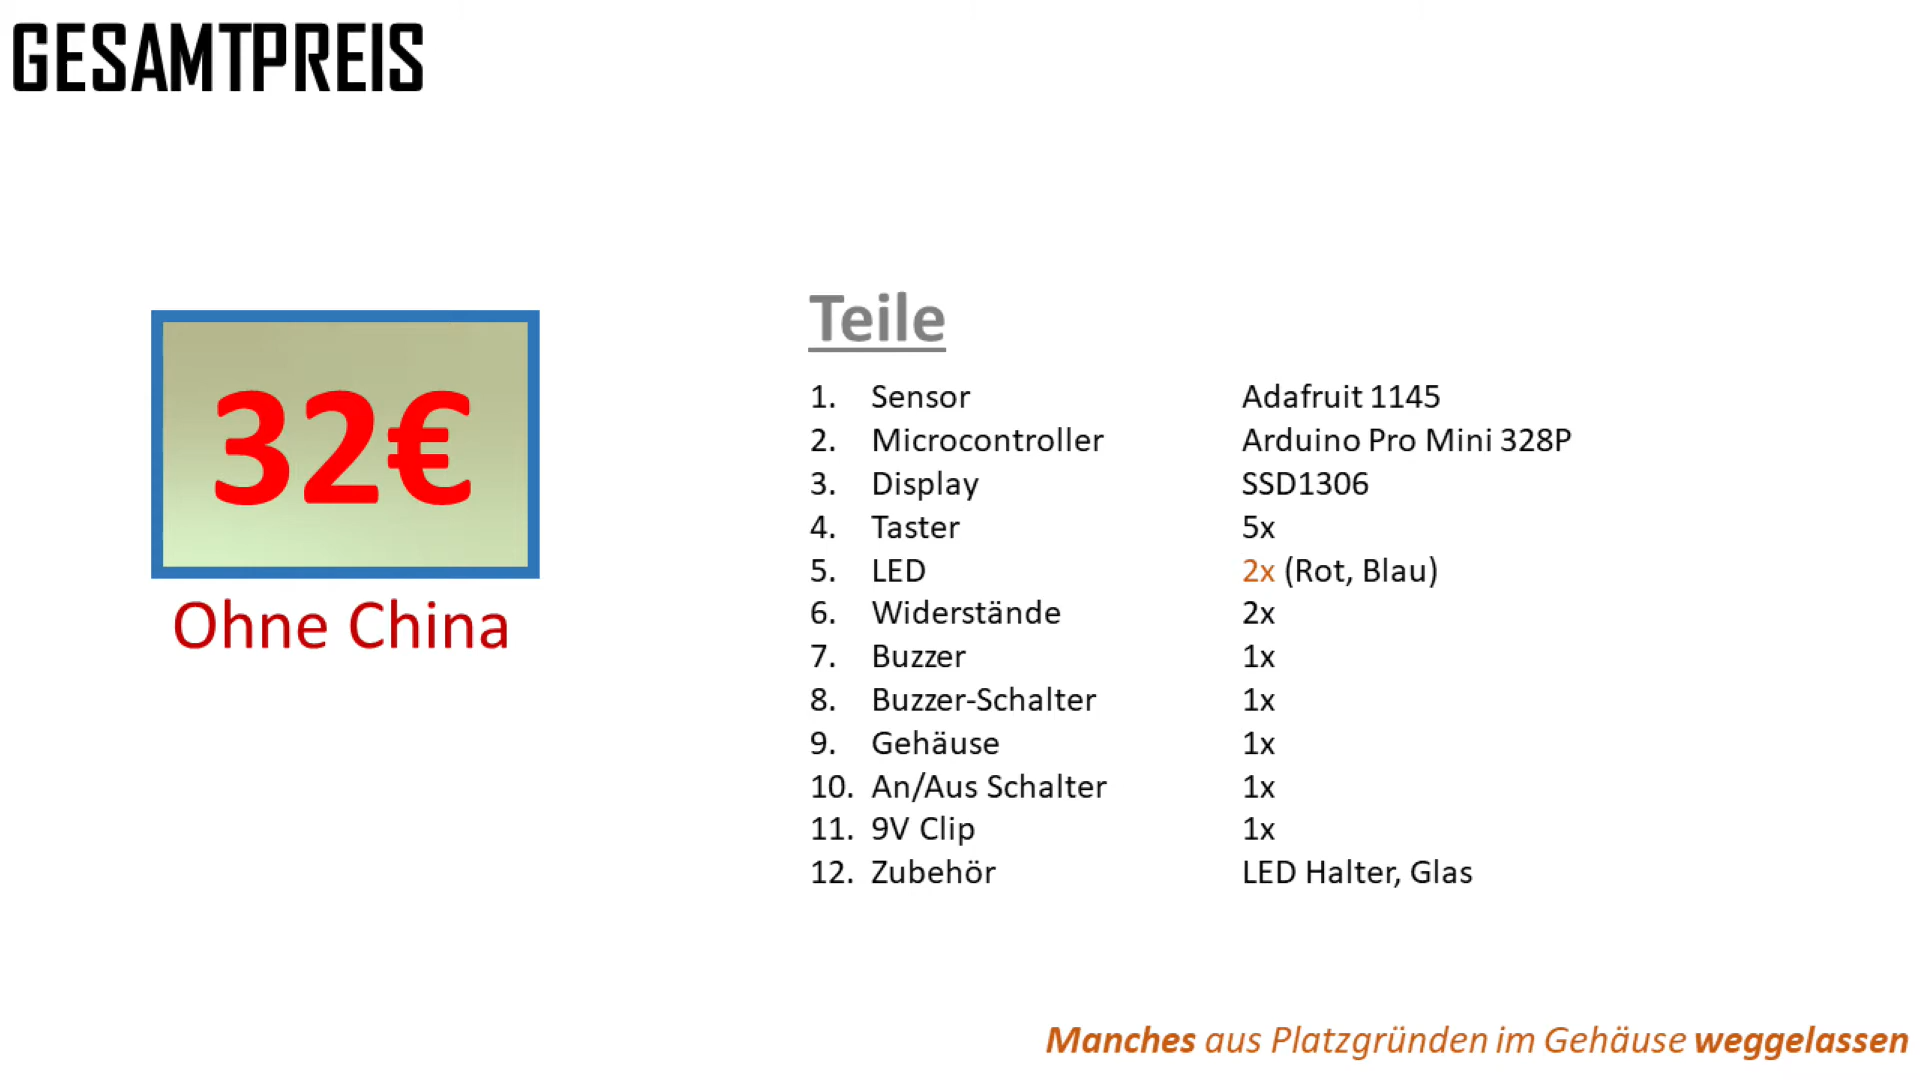 GESAMTPREIS
32€
Ohne China
Teile
1. Sensor Adafruit 1145
2. Microcontroller Arduino Pro Mini 328P
3. Display SSD1306
4. Taster 5x
5. LED 2x (Rot, Blau)
6. Widerstände 2x
7. Buzzer 1x
8. Buzzer-Schalter 1x
9. Gehäuse 1x
10. An/Aus Schalter 1x
11. 9V Clip 1x
12. Zubehör LED Halter, Glas
Manches aus Platzgründen im Gehäuse weggelassen